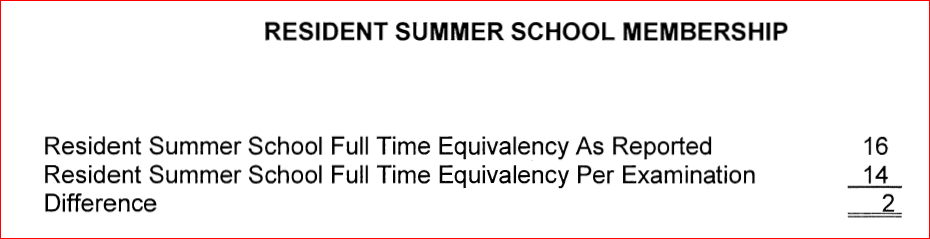 RESIDENT SUMMER SCHOOL MEMBERSHIP
Resident Summer School Full Time Equivalency As Reported 16
Resident Summer School Full Time Equivalency Per Examination 14
Difference 2